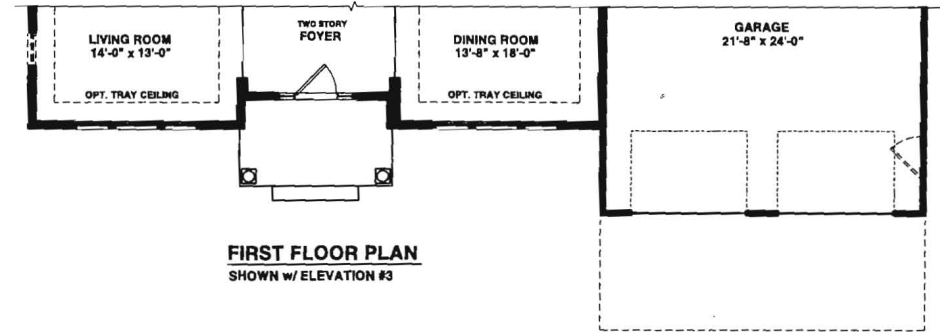 LIVING ROOM
14'-0" x 13'-0"
OPT. TRAY CEILING
TWO STORY
FOYER
DINING ROOM
13'-8" x 18'-0"
OPT. TRAY CEILING
GARAGE
21'-8" x 24'-0"
FIRST FLOOR PLAN
SHOWN w/ ELEVATION #3